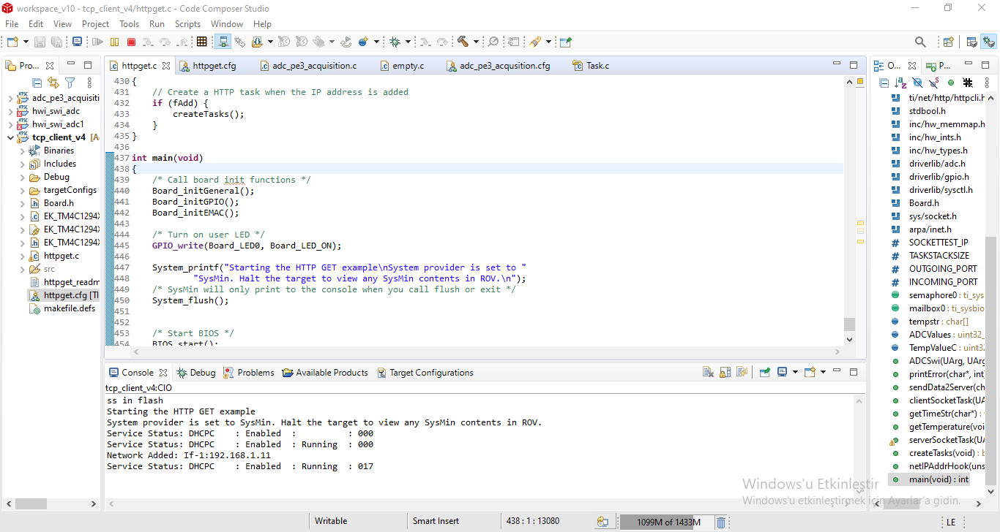 workspace_v10 - tcp_client_v4/httpget.c - Code Composer Studio
File Edit View Project Tools Run Scripts Window Help
Pro...
httpget.c httpget.cfg adc_pe3_acquisition.c empty.c adc_pe3_acqusition.cfg Task.c
O... P...
adc_pe3_acquisiti
hwi_swi_adc
hwi_swi_adc1
tcp_client_v4 [A
Binaries
Includes
Debug
targetConfigs
Board.h
EK_TM4C1294
EK_TM4C1294
EK_TM4C1294
httpget.c
src
httpget_readm
httpget.cfg [TI
makefile.defs
430 {
431 // Create a HTTP task when the IP address is added
432 if (fAdd) {
433 createTasks();
434 }
435 }
436
437 int main(void)
438 {
439 /* Call board init functions */
440 Board_initGeneral();
441 Board_initGPIO();
442 Board_initEMAC();
443
444 /* Turn on user LED */
445 GPIO_write(Board_LED0, Board_LED_ON);
446
447 System_printf("Starting the HTTP GET example\nSystem provider is set to "
448 "SysMin. Halt the target to view any SysMin contents in ROV.\n");
449 /* SysMin will only print to the console when you call flush or exit */
450 System_flush();
451
452
453 /* Start BIOS */
454 BIOS_start();
ti/net/http/httpcli.h
stdbool.h
inc/hw_memmap.h
inc/hw_ints.h
inc/hw_types.h
driverlib/adc.h
driverlib/gpio.h
driverlib/sysctl.h
Board.h
sys/socket.h
arpa/inet.h
SOCKETTEST_IP
TASKSTACKSIZE
OUTGOING_PORT
INCOMING_PORT
semaphore0 : ti_sys
mailbox0 : ti_sysbio
tempstr : char[]
ADCValues : uint32_
TempValueC : uint3
ADCSwi(UArg, UArg
printError(char*, int
sendData2Server(ch
clientSocketTask(UA
getTimeStr(char*) :
getTemperature(voi
serverSocketTask(UA
createTasks(void) : b
netIPAddrHook(uns
main(void) : int
Console Debug Problems Available Products Target Configurations
tcp_client_v4:CIO
ss in flash
Starting the HTTP GET example
System provider is set to SysMin. Halt the target to view any SysMin contents in ROV.
Service Status: DHCPC : Enabled : : 000
Service Status: DHCPC : Enabled : Running : 000
Network Added: If-1:192.168.1.11
Service Status: DHCPC : Enabled : Running : 017
Windows'u Etkinleştir
Windows'u etkinleştirmek için Ayarlar'a gidin.
Writable Smart Insert 438 : 1 : 13080 1099M of 1433M LE